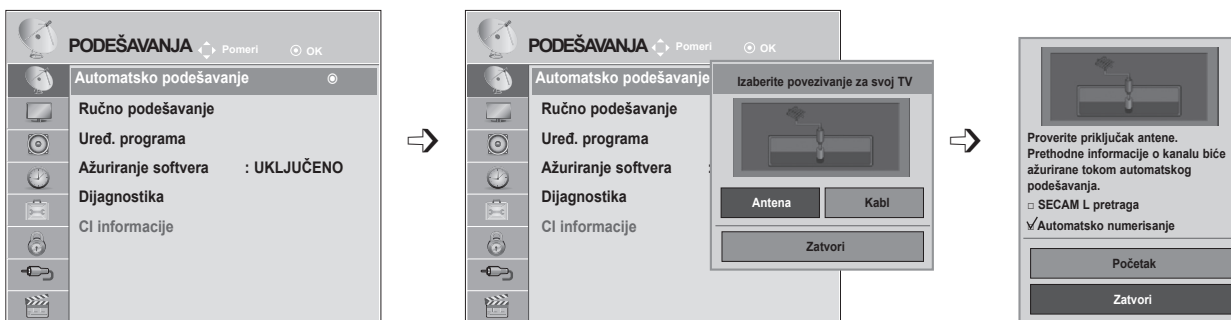 PODEŠAVANJA Pomeri OK
Automatsko podešavanje
Ručno podešavanje
Uređ. programa
Ažuriranje softvera : UKLJUČENO
Dijagnostika
CI informacije
PODEŠAVANJA Pomeri OK
Automatsko podešavanje
Ručno podešavanje
Uređ. programa
Ažuriranje softvera :
Dijagnostika
CI informacije
Izaberite povezivanje za svoj TV
Antena Kabl
Zatvori
Proverite priključak antene.
Prethodne informacije o kanalu biće
ažurirane tokom automatskog
podešavanja.
□ SECAM L pretraga
☑ Automatsko numerisanje
Početak
Zatvori